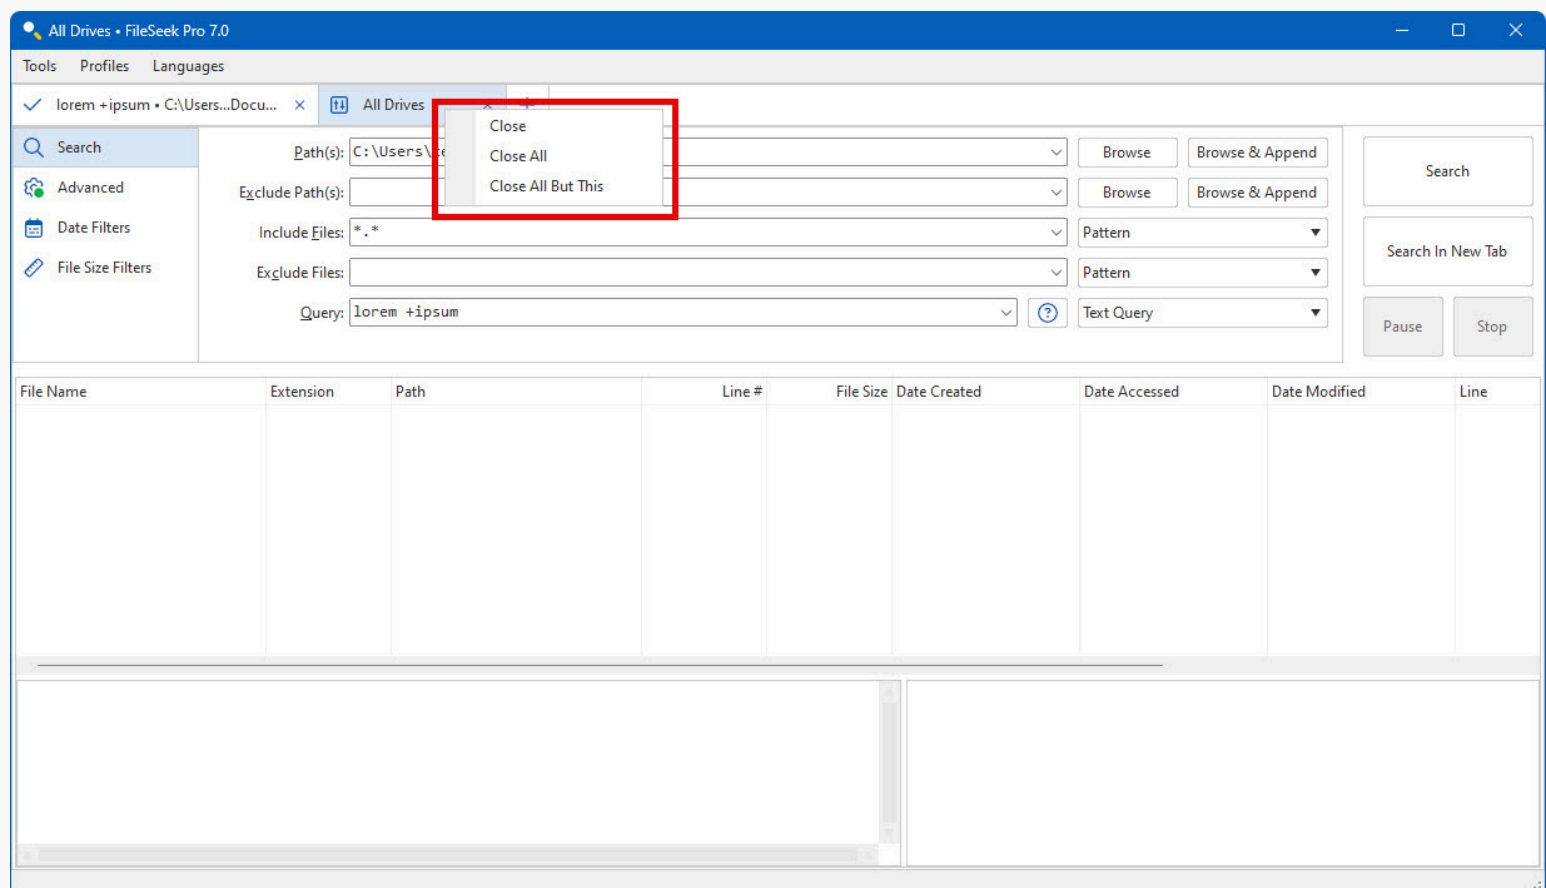 All Drives • FileSeek Pro 7.0
Tools Profiles Languages
lorem +ipsum • C:\Users...Docu... All Drives
Close
Close All
Close All But This
Search
Advanced
Date Filters
File Size Filters
Path(s): C:\Users\ Browse Browse & Append
Exclude Path(s): Browse Browse & Append
Include Files: *.* Pattern
Exclude Files: Pattern
Query: lorem +ipsum ? Text Query
Search
Search In New Tab
Pause Stop
File Name Extension Path Line # File Size Date Created Date Accessed Date Modified Line